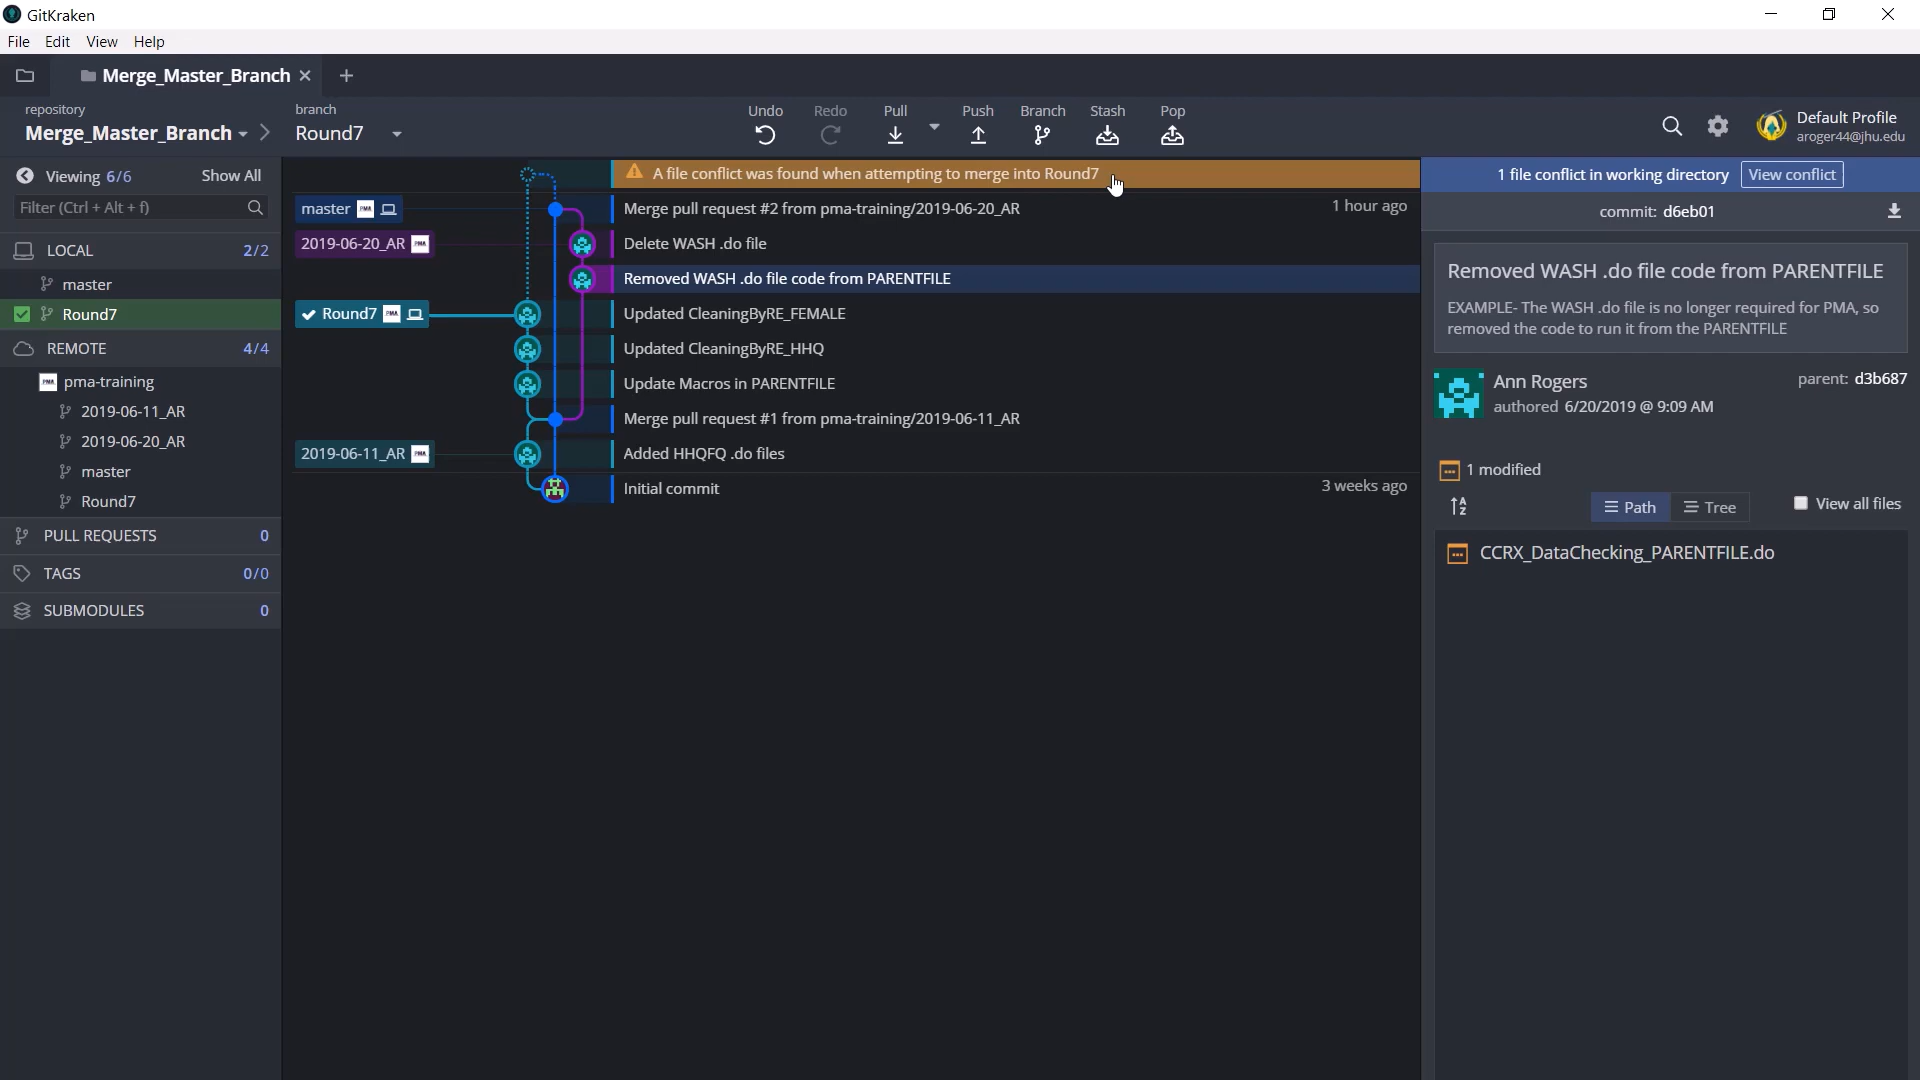 GitKraken
File Edit View Help
Merge_Master_Branch
repository
Merge_Master_Branch
branch
Round7
Undo Redo Pull Push Branch Stash Pop
Default Profile
aroger44@jhu.edu
Viewing 6/6 Show All
Filter (Ctrl + Alt + f)
LOCAL 2/2
master
Round7
REMOTE 4/4
pma-training
2019-06-11_AR
2019-06-20_AR
master
Round7
PULL REQUESTS 0
TAGS 0/0
SUBMODULES 0
A file conflict was found when attempting to merge into Round7
master Merge pull request #2 from pma-training/2019-06-20_AR 1 hour ago
2019-06-20_AR Delete WASH .do file
Removed WASH .do file code from PARENTFILE
Round7 Updated CleaningByRE_FEMALE
Updated CleaningByRE_HHQ
Update Macros in PARENTFILE
Merge pull request #1 from pma-training/2019-06-11_AR
2019-06-11_AR Added HHQFQ .do files
Initial commit 3 weeks ago
1 file conflict in working directory View conflict
commit: d6eb01
Removed WASH .do file code from PARENTFILE
EXAMPLE- The WASH .do file is no longer required for PMA, so
removed the code to run it from the PARENTFILE
Ann Rogers parent: d3b687
authored 6/20/2019 @ 9:09 AM
1 modified
Path Tree View all files
CCRX_DataChecking_PARENTFILE.do